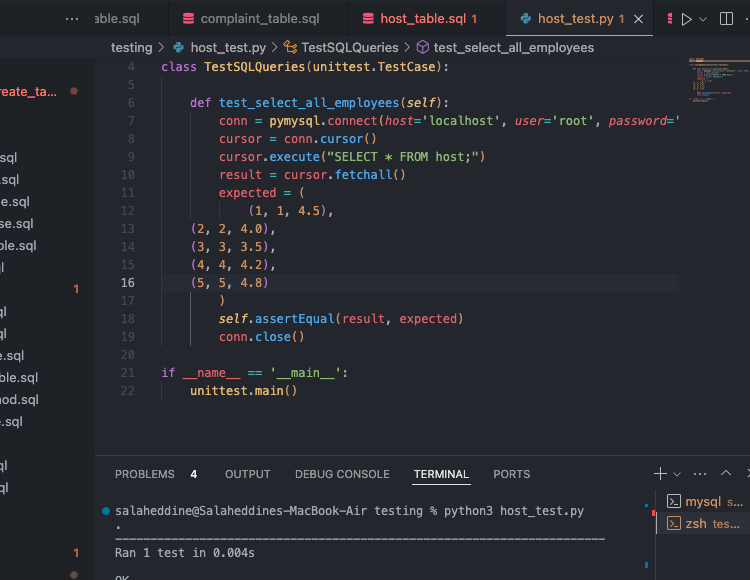 able.sql complaint_table.sql host_table.sql 1 host_test.py 1
testing > host_test.py > TestSQLQueries > test_select_all_employees
4 class TestSQLQueries(unittest.TestCase):
5
6 def test_select_all_employees(self):
7 conn = pymysql.connect(host='localhost', user='root', password='
8 cursor = conn.cursor()
9 cursor.execute("SELECT * FROM host;")
10 result = cursor.fetchall()
11 expected = (
12 (1, 1, 4.5),
13 (2, 2, 4.0),
14 (3, 3, 3.5),
15 (4, 4, 4.2),
16 (5, 5, 4.8)
17 )
18 self.assertEqual(result, expected)
19 conn.close()
20
21 if __name__ == '__main__':
22 unittest.main()
reate_ta...
sql
.sql
e.sql
se.sql
ble.sql
l
1
ql
ql
e.sql
ble.sql
nod.sql
e.sql
ql
ql
1
PROBLEMS 4 OUTPUT DEBUG CONSOLE TERMINAL PORTS
salaheddine@Salaheddines-MacBook-Air testing % python3 host_test.py
.
----------------------------------------------------------------------
Ran 1 test in 0.004s
OK
mysql s...
zsh tes...